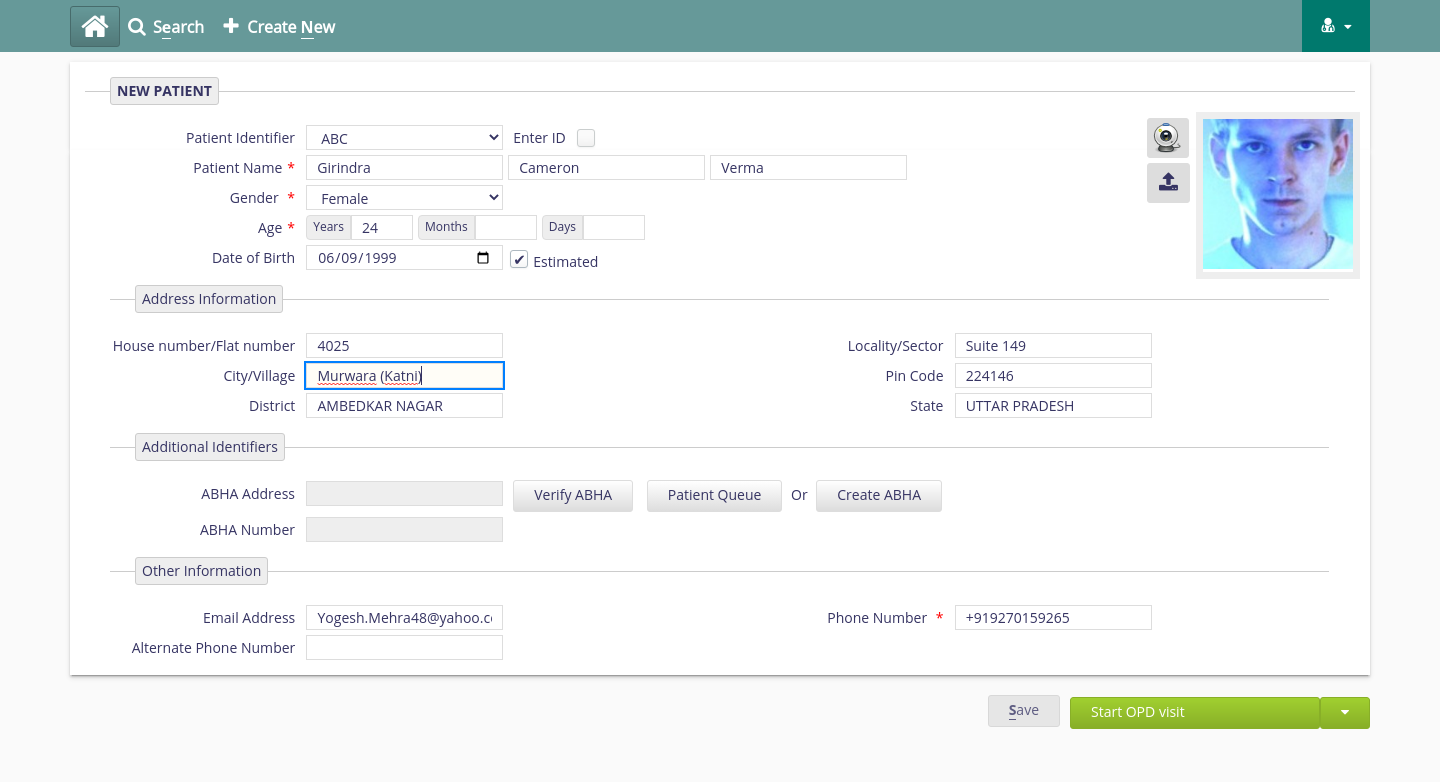 Search Create New
NEW PATIENT
Patient Identifier ABC Enter ID
Patient Name * Girindra Cameron Verma
Gender * Female
Age * Years 24 Months Days
Date of Birth 06/09/1999 Estimated
Address Information
House number/Flat number 4025 Locality/Sector Suite 149
City/Village Murwara (Katni) Pin Code 224146
District AMBEDKAR NAGAR State UTTAR PRADESH
Additional Identifiers
ABHA Address Verify ABHA Patient Queue Or Create ABHA
ABHA Number
Other Information
Email Address Yogesh.Mehra48@yahoo.c Phone Number * +919270159265
Alternate Phone Number
Save Start OPD visit